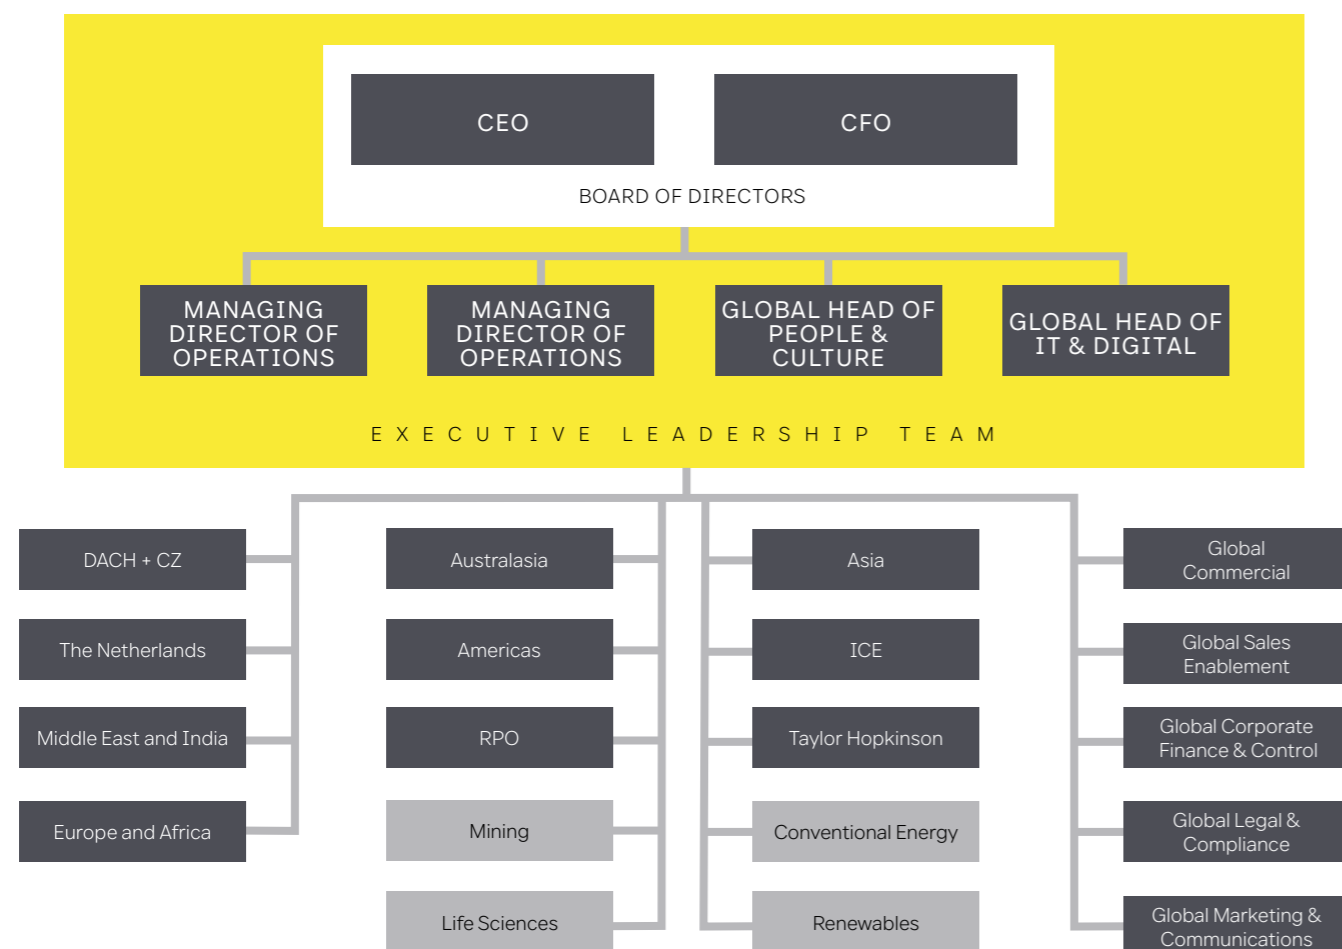 CEO
CFO
BOARD OF DIRECTORS
MANAGING
DIRECTOR OF
OPERATIONS
MANAGING
DIRECTOR OF
OPERATIONS
GLOBAL HEAD OF
PEOPLE &
CULTURE
GLOBAL HEAD OF
IT & DIGITAL
EXECUTIVE LEADERSHIP TEAM
DACH + CZ
The Netherlands
Middle East and India
Europe and Africa
Australasia
Americas
RPO
Mining
Life Sciences
Asia
ICE
Taylor Hopkinson
Conventional Energy
Renewables
Global
Commercial
Global Sales
Enablement
Global Corporate
Finance & Control
Global Legal &
Compliance
Global Marketing &
Communications